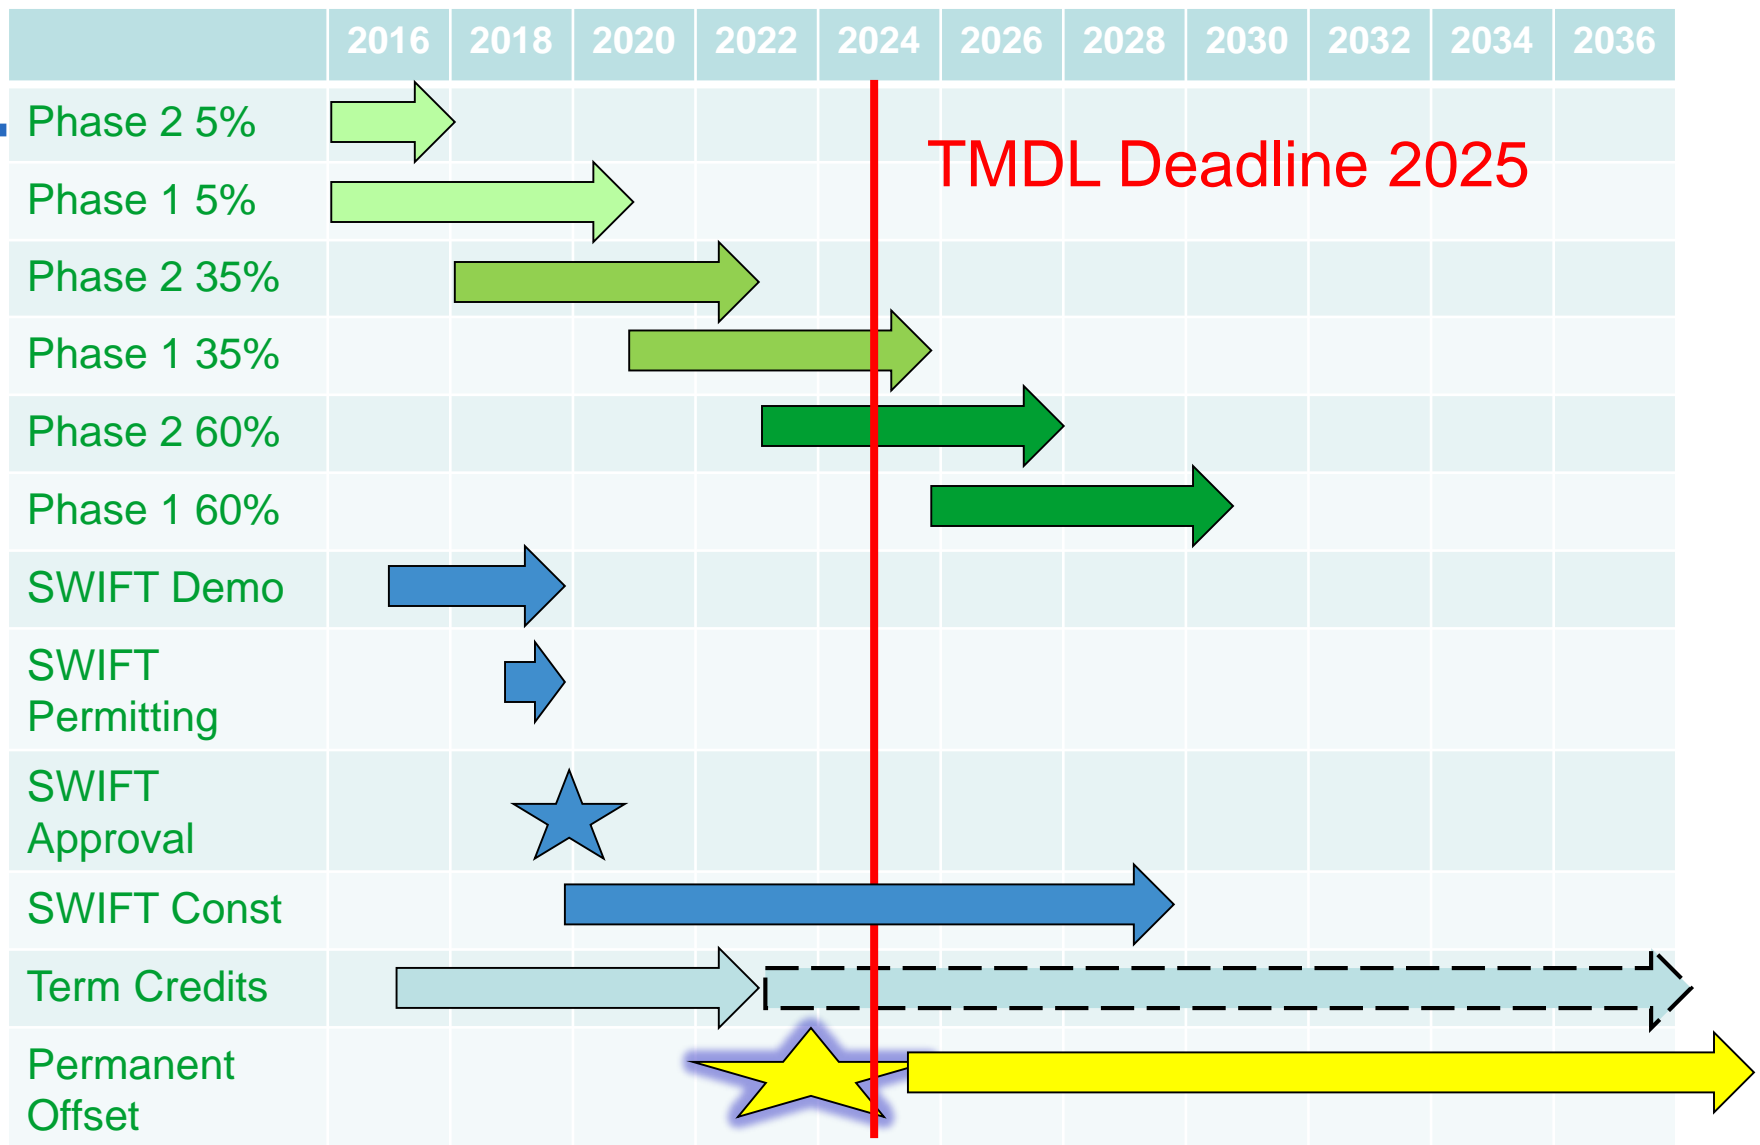 2016 2018 2020 2022 2024 2026 2028 2030 2032 2034 2036
Phase 2 5%
TMDL Deadline 2025
Phase 1 5%
Phase 2 35%
Phase 1 35%
Phase 2 60%
Phase 1 60%
SWIFT Demo
SWIFT
Permitting
SWIFT
Approval
SWIFT Const
Term Credits
Permanent
Offset